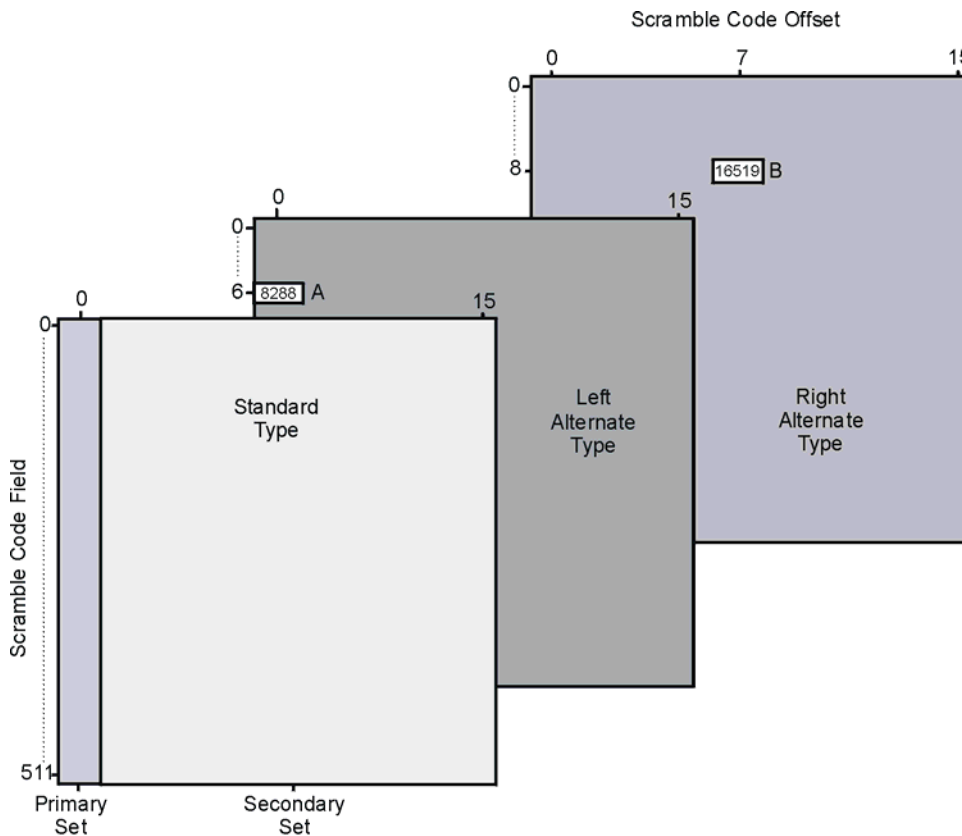 Scramble Code Offset
0 7 15
0
8
16519 B
0 15
0
6
8288 A
0 15
0
Standard
Type
Left
Alternate
Type
Right
Alternate
Type
Scramble Code Field
511
Primary
Set
Secondary
Set